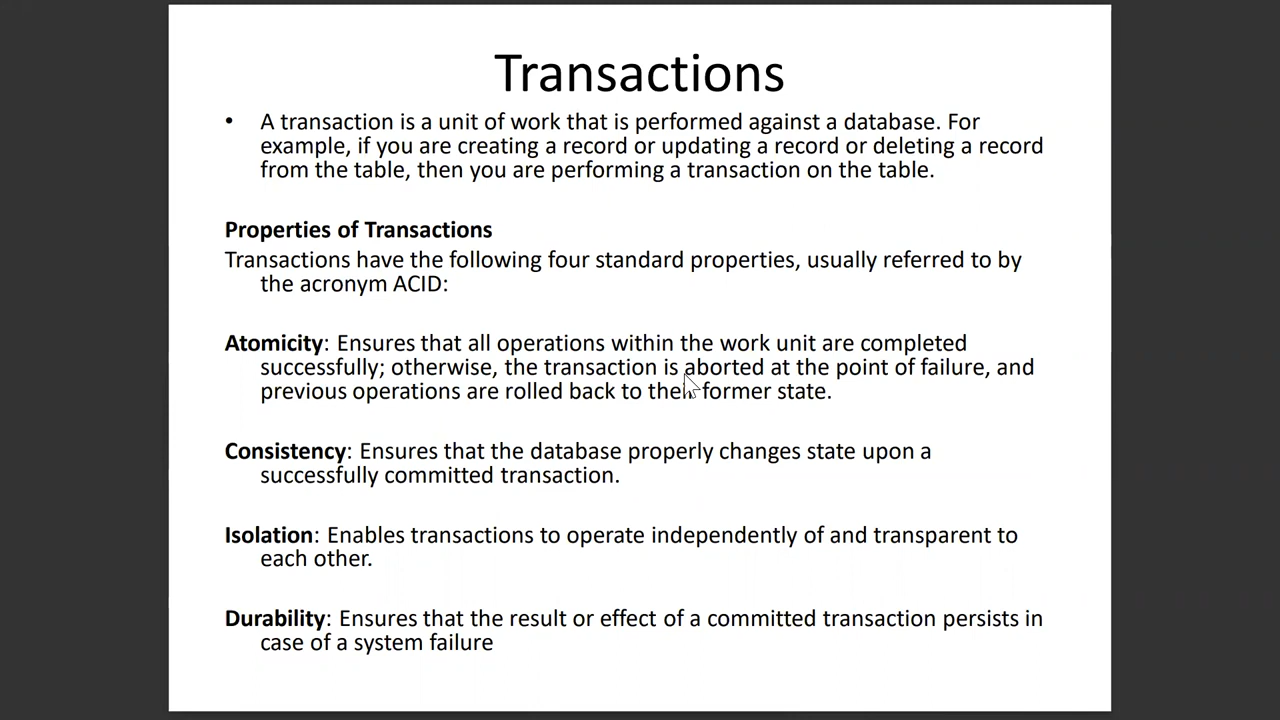 Transactions
• A transaction is a unit of work that is performed against a database. For
example, if you are creating a record or updating a record or deleting a record
from the table, then you are performing a transaction on the table.
Properties of Transactions
Transactions have the following four standard properties, usually referred to by
the acronym ACID:
Atomicity: Ensures that all operations within the work unit are completed
successfully; otherwise, the transaction is aborted at the point of failure, and
previous operations are rolled back to their former state.
Consistency: Ensures that the database properly changes state upon a
successfully committed transaction.
Isolation: Enables transactions to operate independently of and transparent to
each other.
Durability: Ensures that the result or effect of a committed transaction persists in
case of a system failure